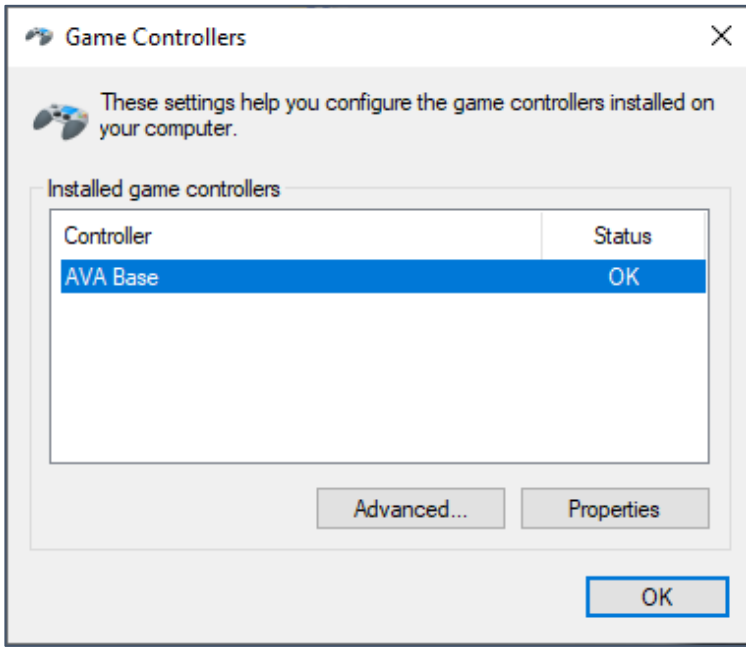 Game Controllers
These settings help you configure the game controllers installed on
your computer.
Installed game controllers
Controller Status
AVA Base OK
Advanced... Properties
OK